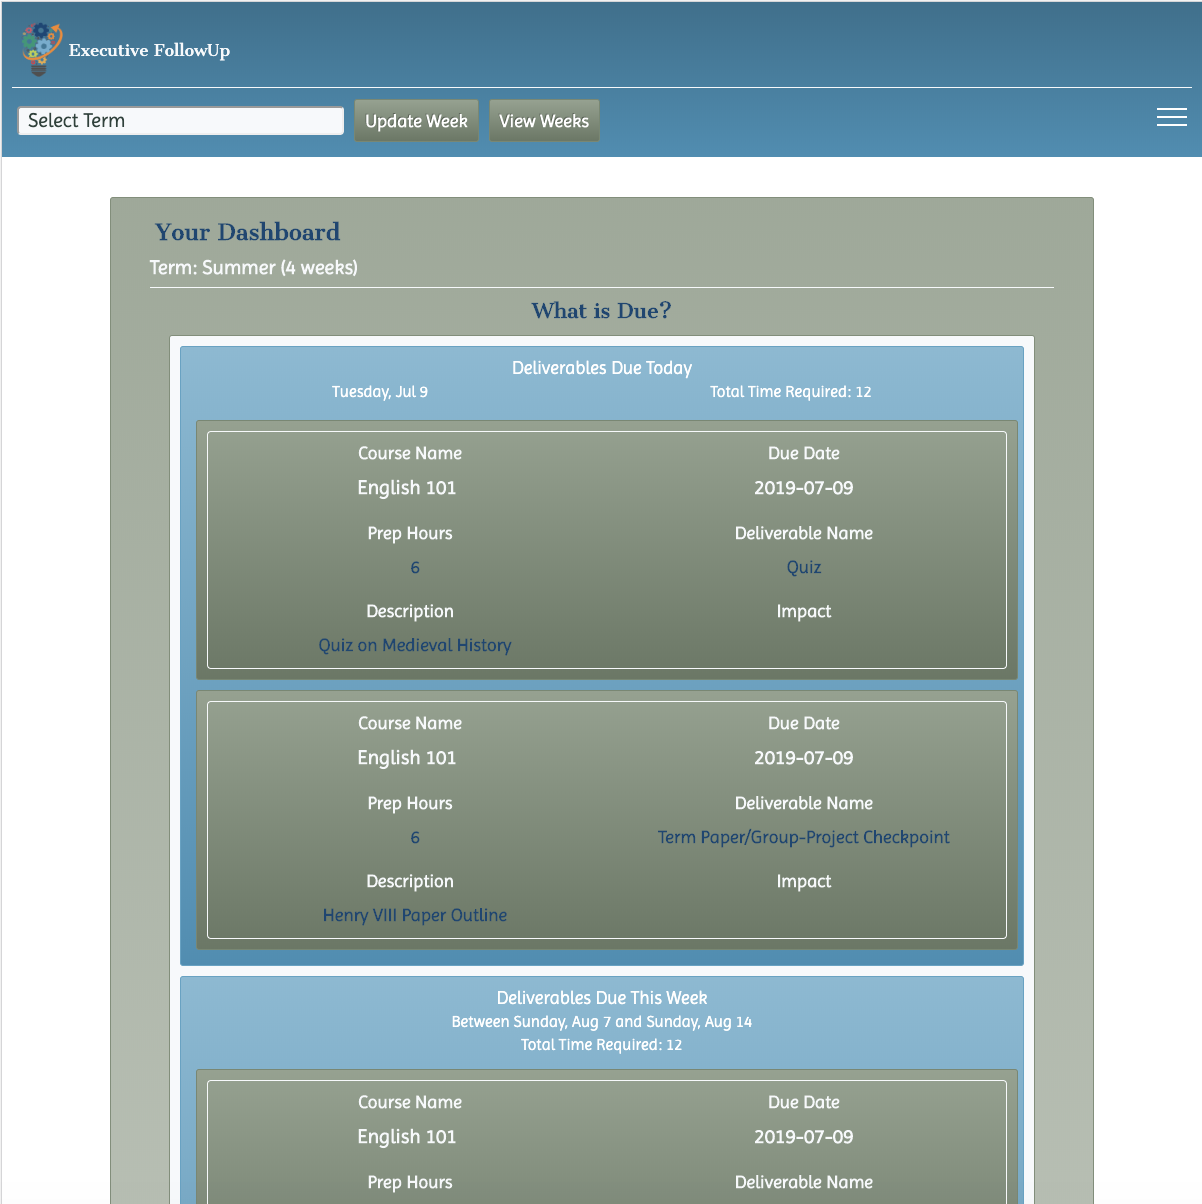 Executive FollowUp
Select Term Update Week View Weeks
Your Dashboard
Term: Summer (4 weeks)
What is Due?
Deliverables Due Today
Tuesday, Jul 9 Total Time Required: 12
Course Name Due Date
English 101 2019-07-09
Prep Hours Deliverable Name
6 Quiz
Description Impact
Quiz on Medieval History
Course Name Due Date
English 101 2019-07-09
Prep Hours Deliverable Name
6 Term Paper/Group-Project Checkpoint
Description Impact
Henry VIII Paper Outline
Deliverables Due This Week
Between Sunday, Aug 7 and Sunday, Aug 14
Total Time Required: 12
Course Name Due Date
English 101 2019-07-09
Prep Hours Deliverable Name